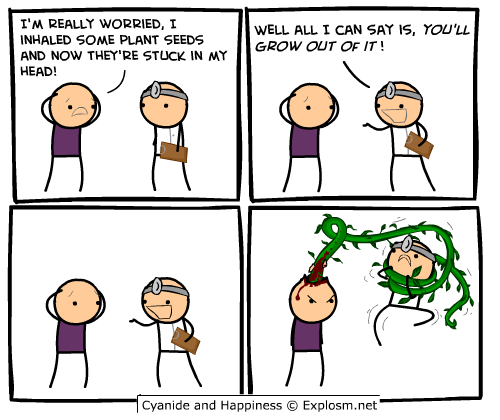 I'M REALLY WORRIED, I
INHALED SOME PLANT SEEDS
AND NOW THEY'RE STUCK IN MY
HEAD!
WELL ALL I CAN SAY IS, YOU'LL
GROW OUT OF IT!
Cyanide and Happiness © Explosm.net